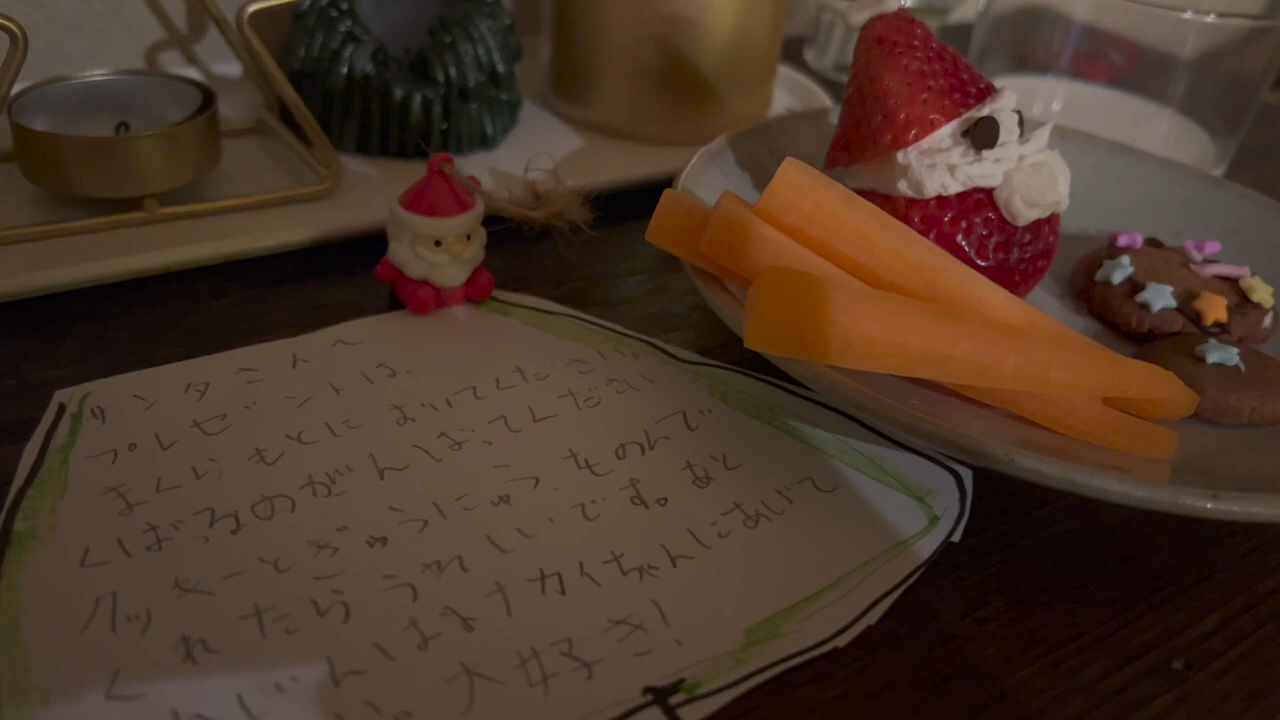 サンタさんへ
プレゼントは、
まくらもとにおいてください。
くばるのがんばってください
クッキーとぎゅうにゅう、ものんで
くれたらうれしいです。あと
にんじんはトナカイちゃんにあげて
大好き!